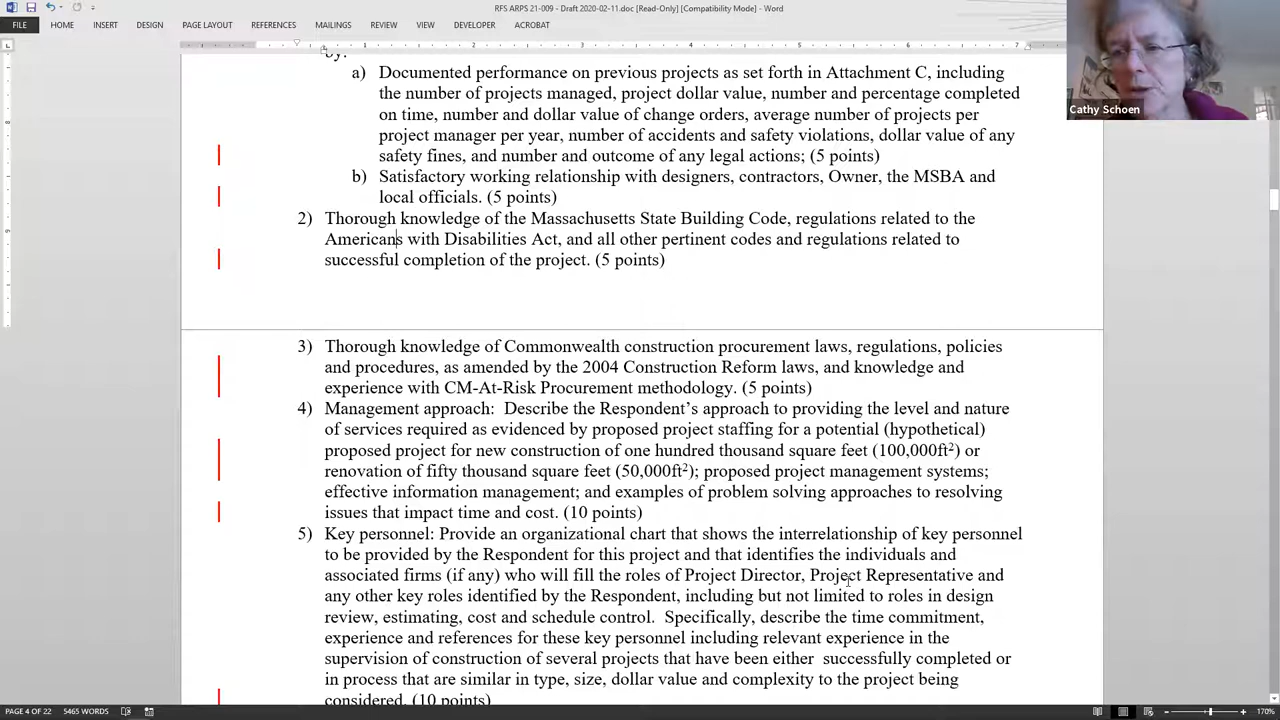 RFS ARPS 21-009 - Draft 2020-02-11.doc [Read-Only] [Compatibility Mode] - Word
FILE HOME INSERT DESIGN PAGE LAYOUT REFERENCES MAILINGS REVIEW VIEW DEVELOPER ACROBAT
Cathy Schoen
by:
a) Documented performance on previous projects as set forth in Attachment C, including
the number of projects managed, project dollar value, number and percentage completed
on time, number and dollar value of change orders, average number of projects per
project manager per year, number of accidents and safety violations, dollar value of any
safety fines, and number and outcome of any legal actions; (5 points)
b) Satisfactory working relationship with designers, contractors, Owner, the MSBA and
local officials. (5 points)
2) Thorough knowledge of the Massachusetts State Building Code, regulations related to the
Americans with Disabilities Act, and all other pertinent codes and regulations related to
successful completion of the project. (5 points)
3) Thorough knowledge of Commonwealth construction procurement laws, regulations, policies
and procedures, as amended by the 2004 Construction Reform laws, and knowledge and
experience with CM-At-Risk Procurement methodology. (5 points)
4) Management approach:  Describe the Respondent’s approach to providing the level and nature
of services required as evidenced by proposed project staffing for a potential (hypothetical)
proposed project for new construction of one hundred thousand square feet (100,000ft²) or
renovation of fifty thousand square feet (50,000ft²); proposed project management systems;
effective information management; and examples of problem solving approaches to resolving
issues that impact time and cost. (10 points)
5) Key personnel: Provide an organizational chart that shows the interrelationship of key personnel
to be provided by the Respondent for this project and that identifies the individuals and
associated firms (if any) who will fill the roles of Project Director, Project Representative and
any other key roles identified by the Respondent, including but not limited to roles in design
review, estimating, cost and schedule control.  Specifically, describe the time commitment,
experience and references for these key personnel including relevant experience in the
supervision of construction of several projects that have been either  successfully completed or
in process that are similar in type, size, dollar value and complexity to the project being
considered. (10 points)
PAGE 4 OF 22 5465 WORDS 170%